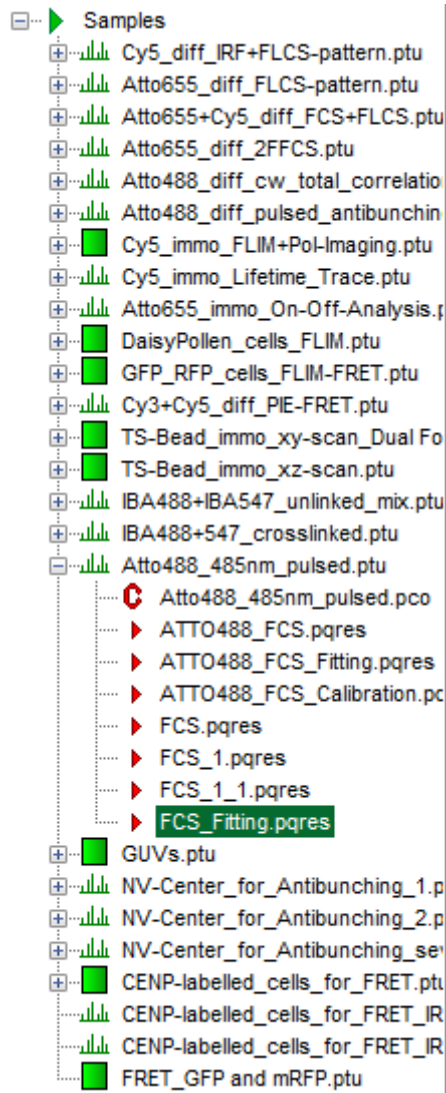 Samples
Cy5_diff_IRF+FLCS-pattern.ptu
Atto655_diff_FLCS-pattern.ptu
Atto655+Cy5_diff_FCS+FLCS.ptu
Atto655_diff_2FFCS.ptu
Atto488_diff_cw_total_correlatio
Atto488_diff_pulsed_antibunchin
Cy5_immo_FLIM+Pol-Imaging.ptu
Cy5_immo_Lifetime_Trace.ptu
Atto655_immo_On-Off-Analysis.p
DaisyPollen_cells_FLIM.ptu
GFP_RFP_cells_FLIM-FRET.ptu
Cy3+Cy5_diff_PIE-FRET.ptu
TS-Bead_immo_xy-scan_Dual Fo
TS-Bead_immo_xz-scan.ptu
IBA488+IBA547_unlinked_mix.ptu
IBA488+547_crosslinked.ptu
Atto488_485nm_pulsed.ptu
Atto488_485nm_pulsed.pco
ATTO488_FCS.pqres
ATTO488_FCS_Fitting.pqres
ATTO488_FCS_Calibration.pc
FCS.pqres
FCS_1.pqres
FCS_1_1.pqres
FCS_Fitting.pqres
GUVs.ptu
NV-Center_for_Antibunching_1.p
NV-Center_for_Antibunching_2.p
NV-Center_for_Antibunching_se
CENP-labelled_cells_for_FRET.ptu
CENP-labelled_cells_for_FRET_IR
CENP-labelled_cells_for_FRET_IR
FRET_GFP and mRFP.ptu